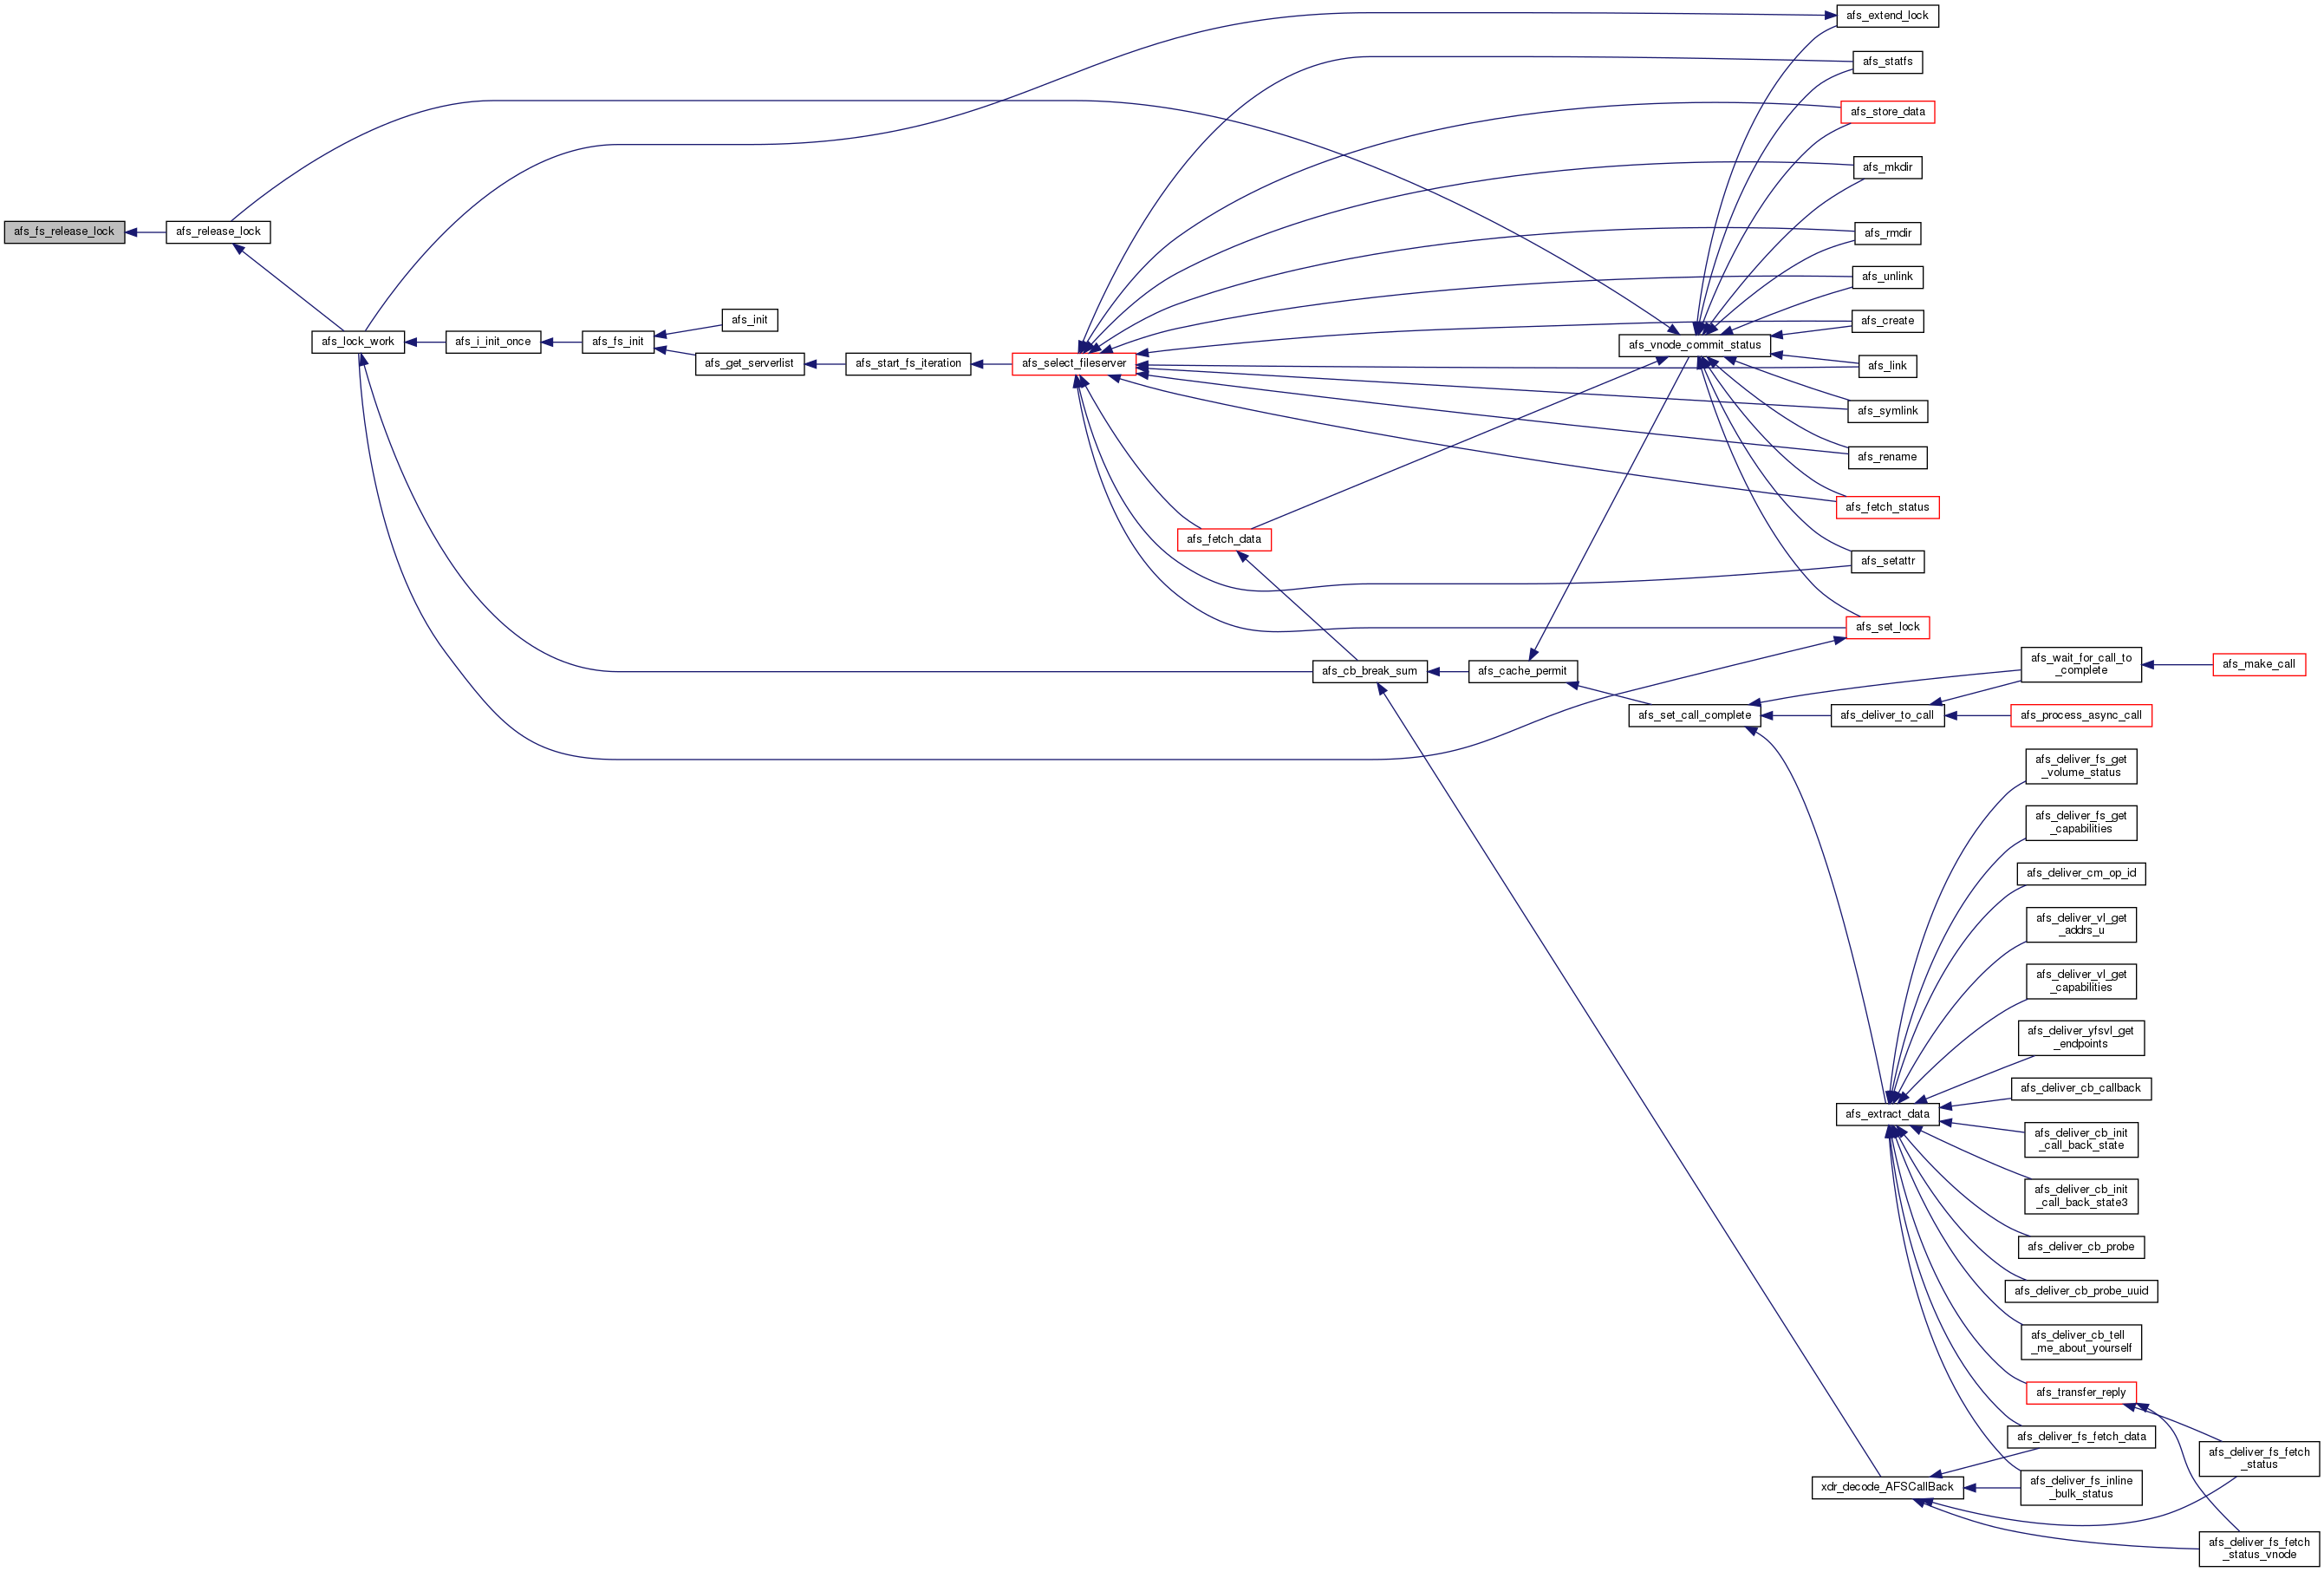 afs_extend_lock
afs_statfs
afs_store_data
afs_mkdir
afs_fs_release_lock
afs_release_lock
afs_rmdir
afs_unlink
afs_init
afs_create
afs_lock_work
afs_i_init_once
afs_fs_init
afs_vnode_commit_status
afs_get_serverlist
afs_start_fs_iteration
afs_select_fileserver
afs_link
afs_symlink
afs_rename
afs_fetch_status
afs_fetch_data
afs_setattr
afs_set_lock
afs_wait_for_call_to
_complete
afs_make_call
afs_cb_break_sum
afs_cache_permit
afs_set_call_complete
afs_deliver_to_call
afs_process_async_call
afs_deliver_fs_get
_volume_status
afs_deliver_fs_get
_capabilities
afs_deliver_cm_op_id
afs_deliver_vl_get
_addrs_u
afs_deliver_vl_get
_capabilities
afs_deliver_yfsvl_get
_endpoints
afs_deliver_cb_callback
afs_extract_data
afs_deliver_cb_init
_call_back_state
afs_deliver_cb_init
_call_back_state3
afs_deliver_cb_probe
afs_deliver_cb_probe_uuid
afs_deliver_cb_tell
_me_about_yourself
afs_transfer_reply
afs_deliver_fs_fetch_data
afs_deliver_fs_fetch
_status
xdr_decode_AFSCallBack
afs_deliver_fs_inline
_bulk_status
afs_deliver_fs_fetch
_status_vnode